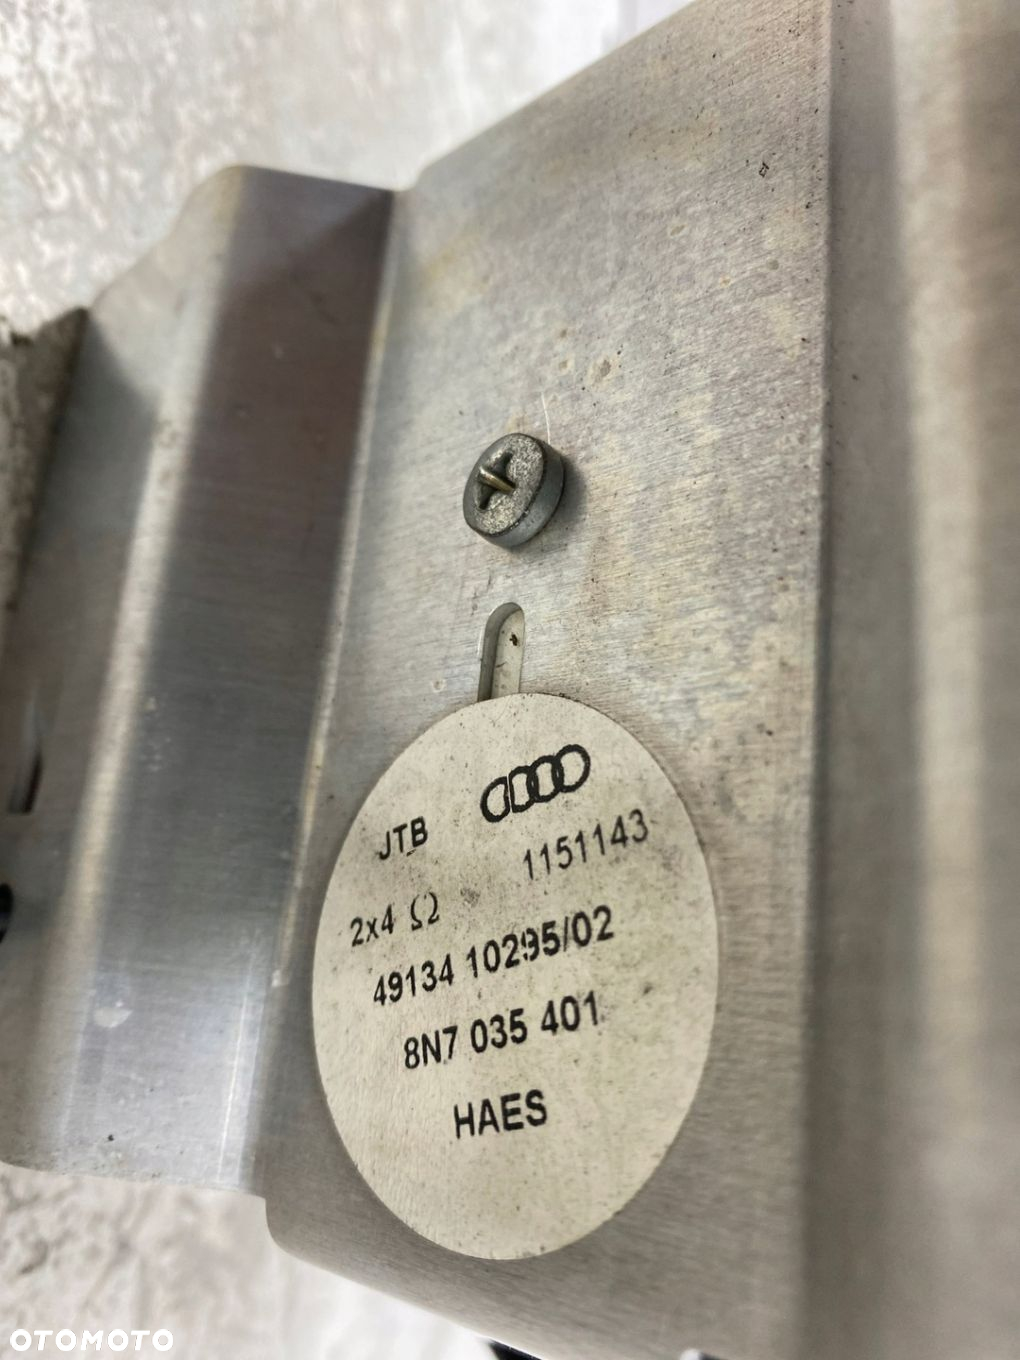 JTB
1151143
2x4 Ω
49134 10295/02
8N7 035 401
HAES
OTOMOTO